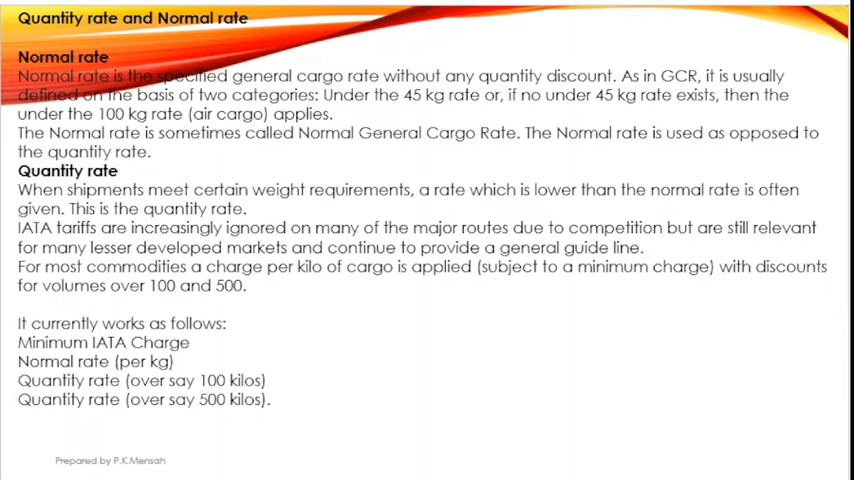 Quantity rate and Normal rate
Normal rate
Normal rate is the specified general cargo rate without any quantity discount. As in GCR, it is usually
defined on the basis of two categories: Under the 45 kg rate or, if no under 45 kg rate exists, then the
under the 100 kg rate (air cargo) applies.
The Normal rate is sometimes called Normal General Cargo Rate. The Normal rate is used as opposed to
the quantity rate.
Quantity rate
When shipments meet certain weight requirements, a rate which is lower than the normal rate is often
given. This is the quantity rate.
IATA tariffs are increasingly ignored on many of the major routes due to competition but are still relevant
for many lesser developed markets and continue to provide a general guide line.
For most commodities a charge per kilo of cargo is applied (subject to a minimum charge) with discounts
for volumes over 100 and 500.
It currently works as follows:
Minimum IATA Charge
Normal rate (per kg)
Quantity rate (over say 100 kilos)
Quantity rate (over say 500 kilos).
Prepared by P.K.Mensah